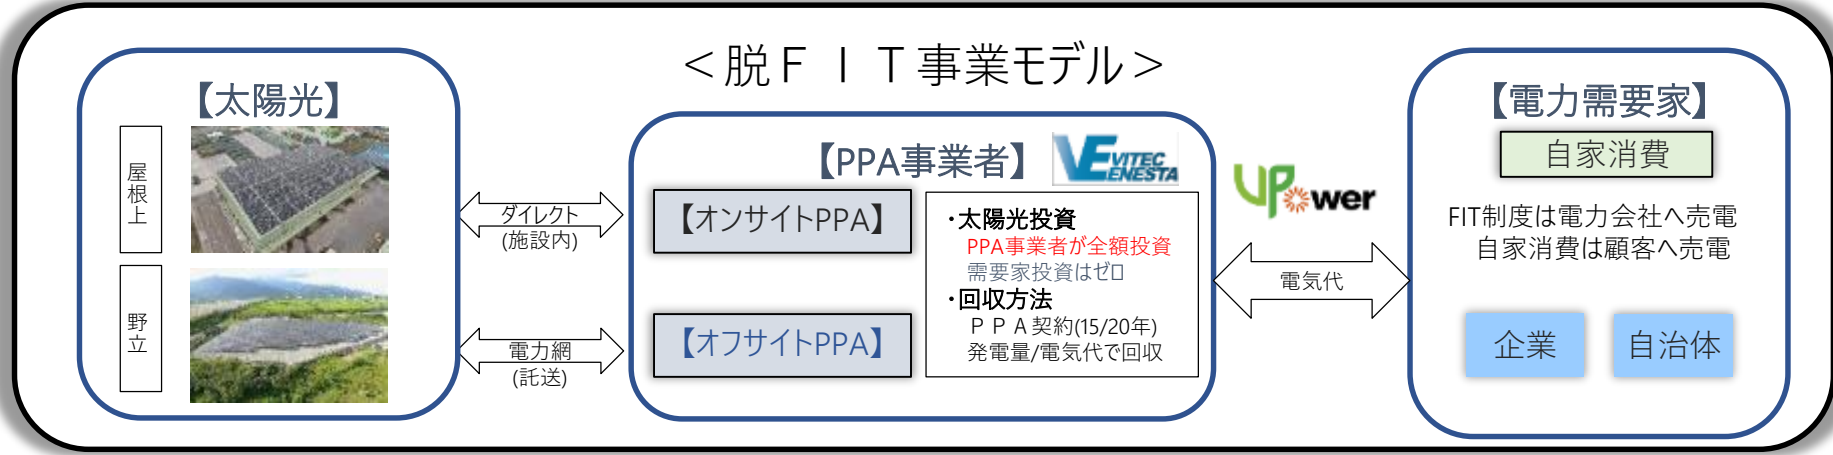 ＜脱ＦＩＴ事業モデル＞
【太陽光】
屋根上
野立
ダイレクト
(施設内)
電力網
(託送)
【PPA事業者】
VITEC
ENESTA
【オンサイトPPA】
【オフサイトPPA】
・太陽光投資
PPA事業者が全額投資
需要家投資はゼロ
・回収方法
ＰＰＡ契約(15/20年)
発電量/電気代で回収
UPower
電気代
【電力需要家】
自家消費
FIT制度は電力会社へ売電
自家消費は顧客へ売電
企業
自治体